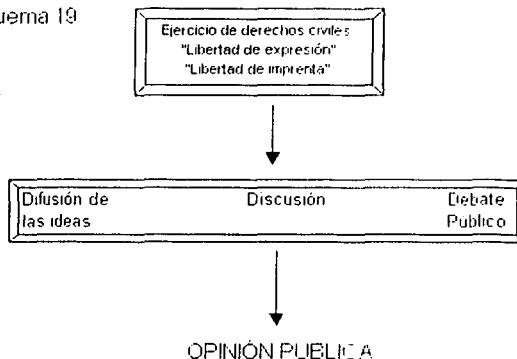 uema 19
Ejercicio de derechos civiles
"Libertad de expresión"
"Libertad de imprenta"
Difusión de Discusión Debate
las ideas Público
OPINIÓN PUBLICA